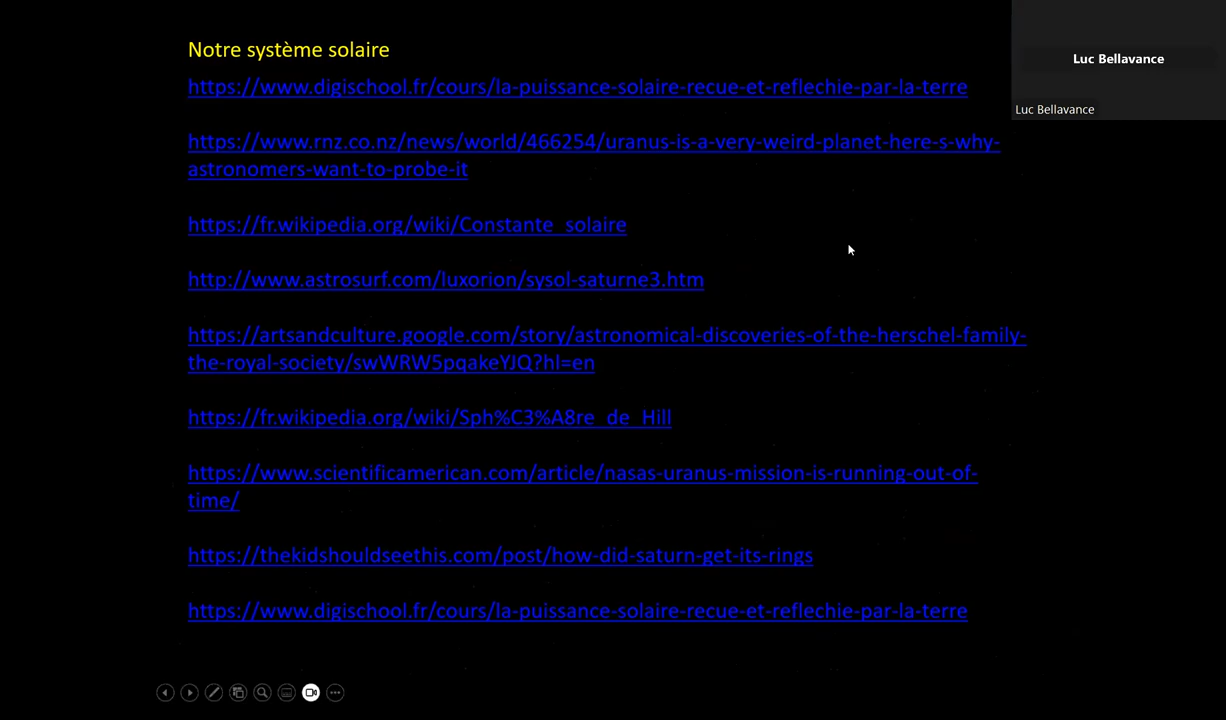 Notre système solaire
https://www.digischool.fr/cours/la-puissance-solaire-recue-et-reflechie-par-la-terre
https://www.rnz.co.nz/news/world/466254/uranus-is-a-very-weird-planet-here-s-why-
astronomers-want-to-probe-it
https://fr.wikipedia.org/wiki/Constante_solaire
http://www.astrosurf.com/luxorion/sysol-saturne3.htm
https://artsandculture.google.com/story/astronomical-discoveries-of-the-herschel-family-
the-royal-society/swWRW5pqakeYJQ?hl=en
https://fr.wikipedia.org/wiki/Sph%C3%A8re_de_Hill
https://www.scientificamerican.com/article/nasas-uranus-mission-is-running-out-of-
time/
https://thekidshouldseethis.com/post/how-did-saturn-get-its-rings
https://www.digischool.fr/cours/la-puissance-solaire-recue-et-reflechie-par-la-terre
Luc Bellavance
Luc Bellavance